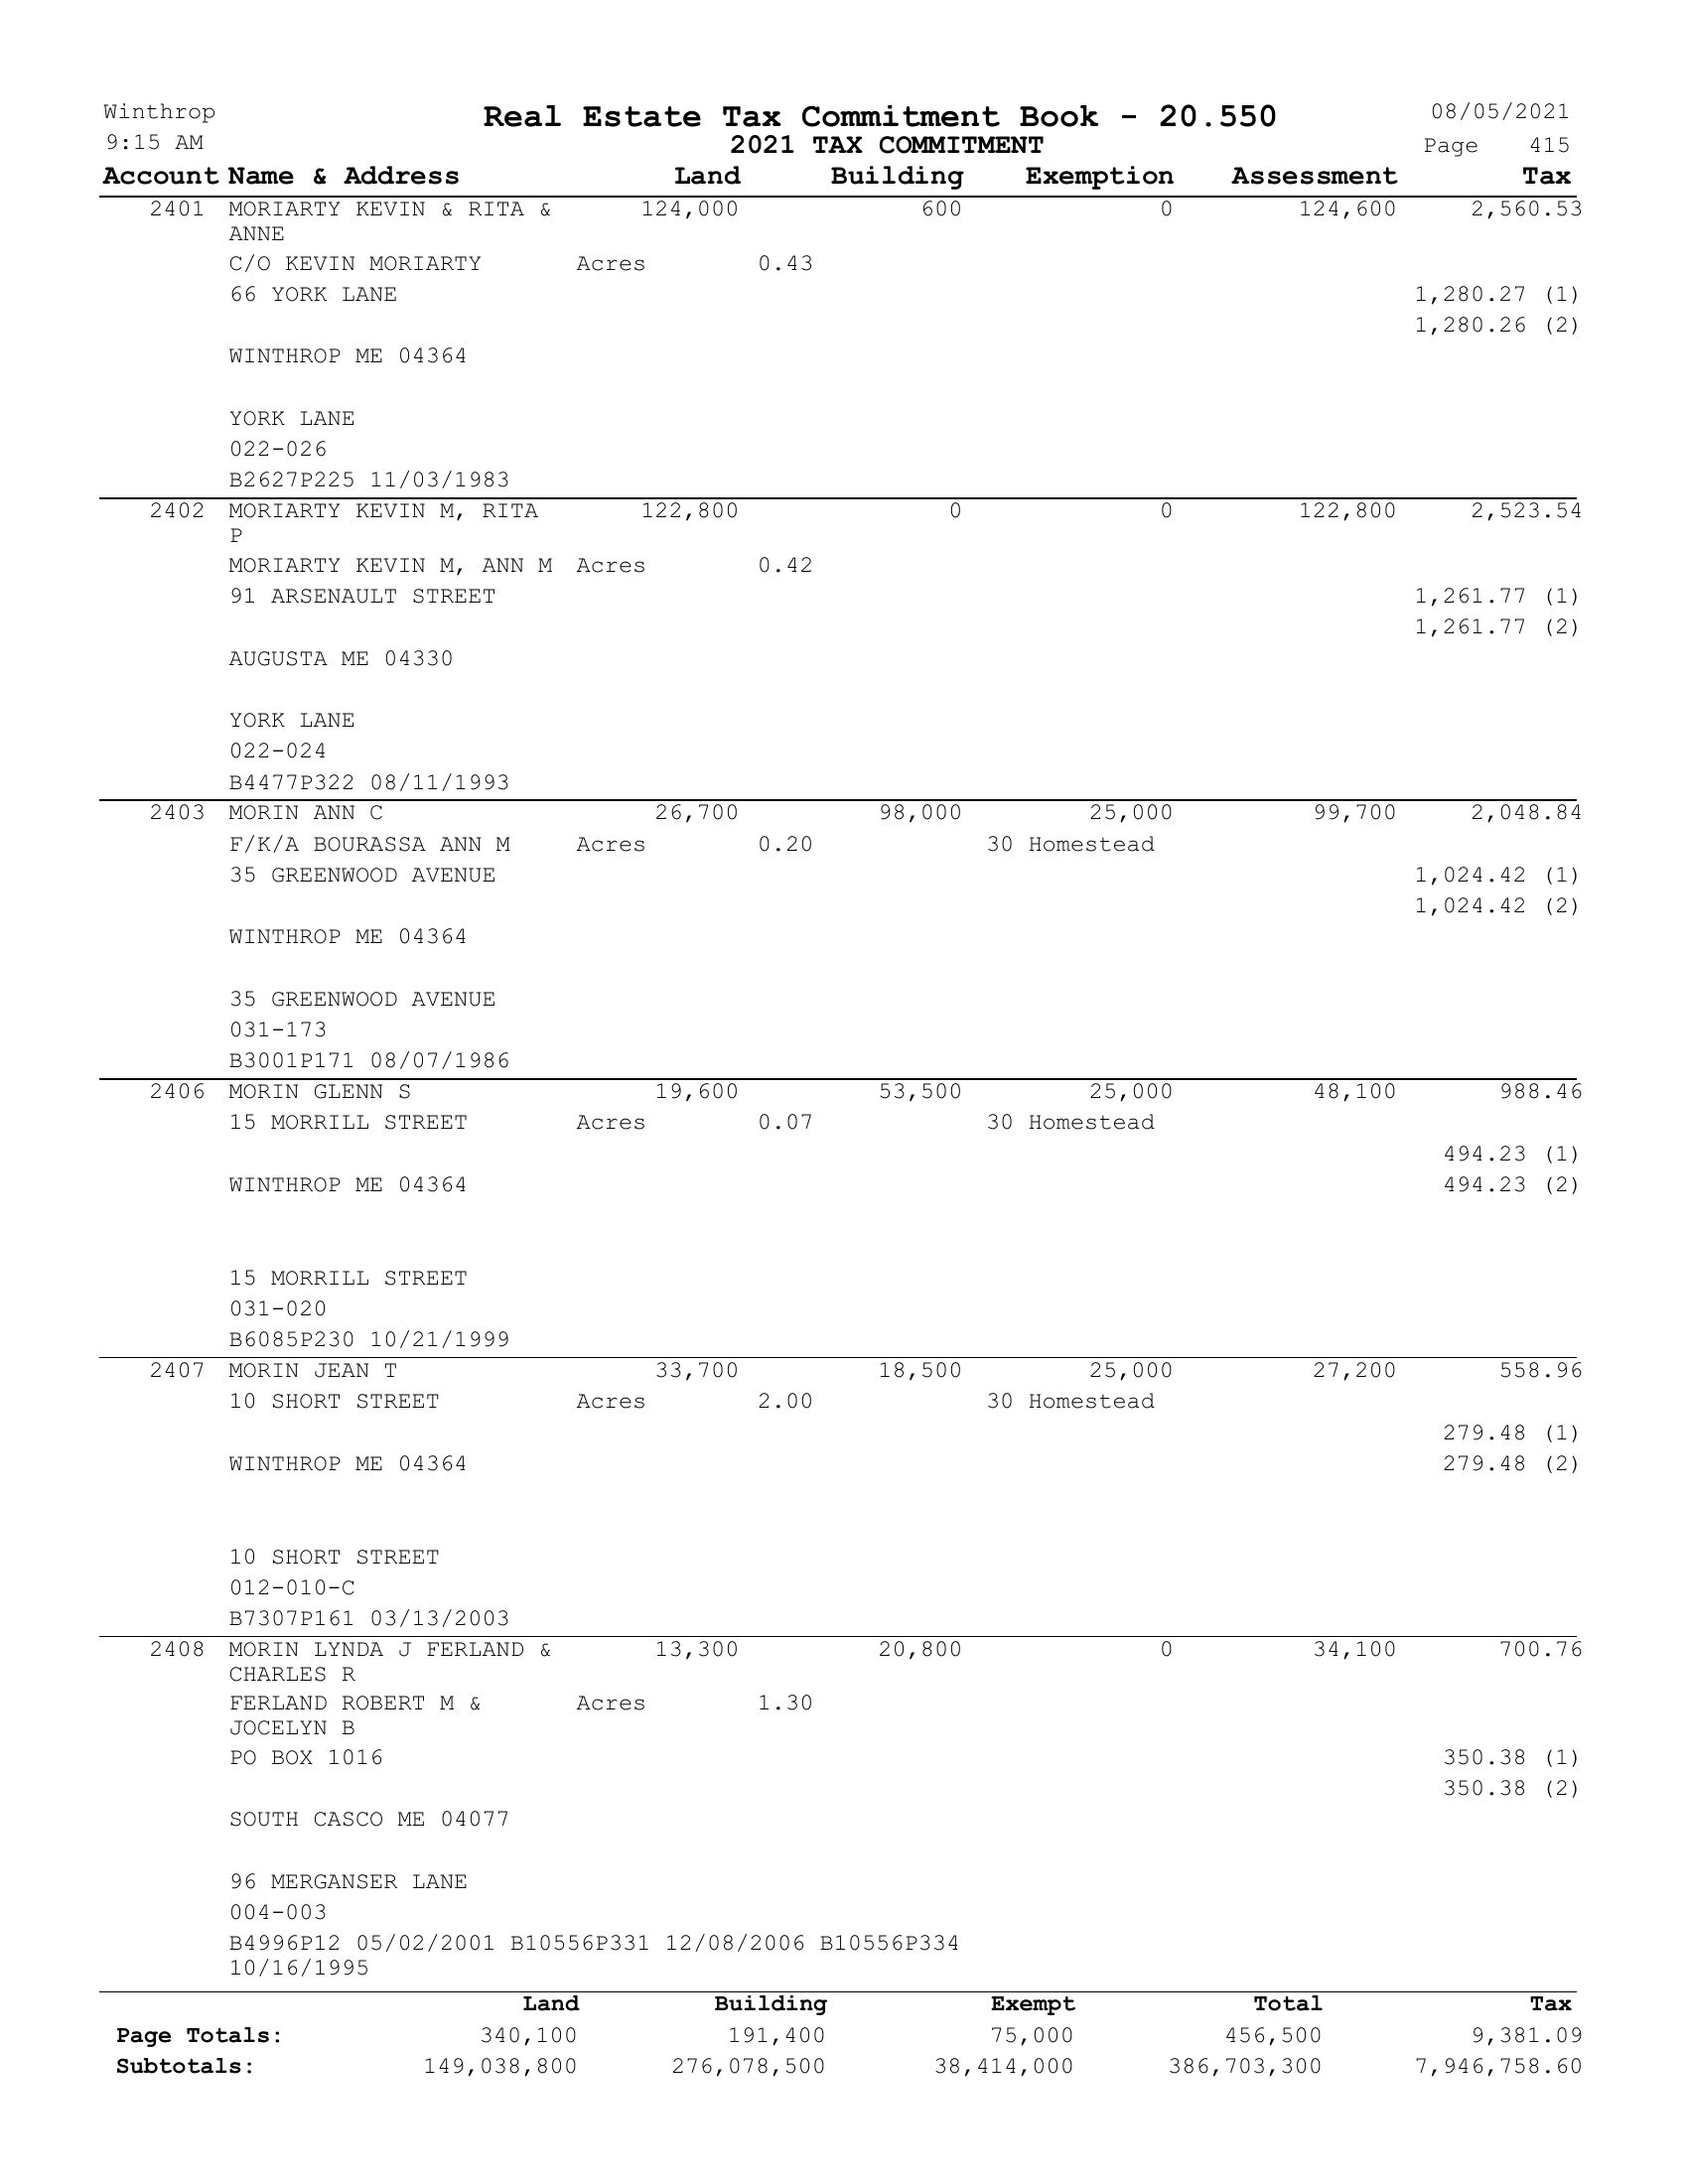 Winthrop Real Estate Tax Commitment Book - 20.550 08/05/2021
9:15 AM 2021 TAX COMMITMENT Page 415
Account Name & Address Land Building Exemption Assessment Tax
2401 MORIARTY KEVIN & RITA & 124,000 600 0 124,600 2,560.53
ANNE
C/O KEVIN MORIARTY Acres 0.43
66 YORK LANE 1,280.27 (1)
1,280.26 (2)
WINTHROP ME 04364
YORK LANE
022-026
B2627P225 11/03/1983
2402 MORIARTY KEVIN M, RITA 122,800 0 0 122,800 2,523.54
P
MORIARTY KEVIN M, ANN M Acres 0.42
91 ARSENAULT STREET 1,261.77 (1)
1,261.77 (2)
AUGUSTA ME 04330
YORK LANE
022-024
B4477P322 08/11/1993
2403 MORIN ANN C 26,700 98,000 25,000 99,700 2,048.84
F/K/A BOURASSA ANN M Acres 0.20 30 Homestead
35 GREENWOOD AVENUE 1,024.42 (1)
1,024.42 (2)
WINTHROP ME 04364
35 GREENWOOD AVENUE
031-173
B3001P171 08/07/1986
2406 MORIN GLENN S 19,600 53,500 25,000 48,100 988.46
15 MORRILL STREET Acres 0.07 30 Homestead
494.23 (1)
WINTHROP ME 04364 494.23 (2)
15 MORRILL STREET
031-020
B6085P230 10/21/1999
2407 MORIN JEAN T 33,700 18,500 25,000 27,200 558.96
10 SHORT STREET Acres 2.00 30 Homestead
279.48 (1)
WINTHROP ME 04364 279.48 (2)
10 SHORT STREET
012-010-C
B7307P161 03/13/2003
2408 MORIN LYNDA J FERLAND & 13,300 20,800 0 34,100 700.76
CHARLES R
FERLAND ROBERT M & Acres 1.30
JOCELYN B
PO BOX 1016 350.38 (1)
350.38 (2)
SOUTH CASCO ME 04077
96 MERGANSER LANE
004-003
B4996P12 05/02/2001 B10556P331 12/08/2006 B10556P334
10/16/1995
Land Building Exempt Total Tax
Page Totals: 340,100 191,400 75,000 456,500 9,381.09
Subtotals: 149,038,800 276,078,500 38,414,000 386,703,300 7,946,758.60